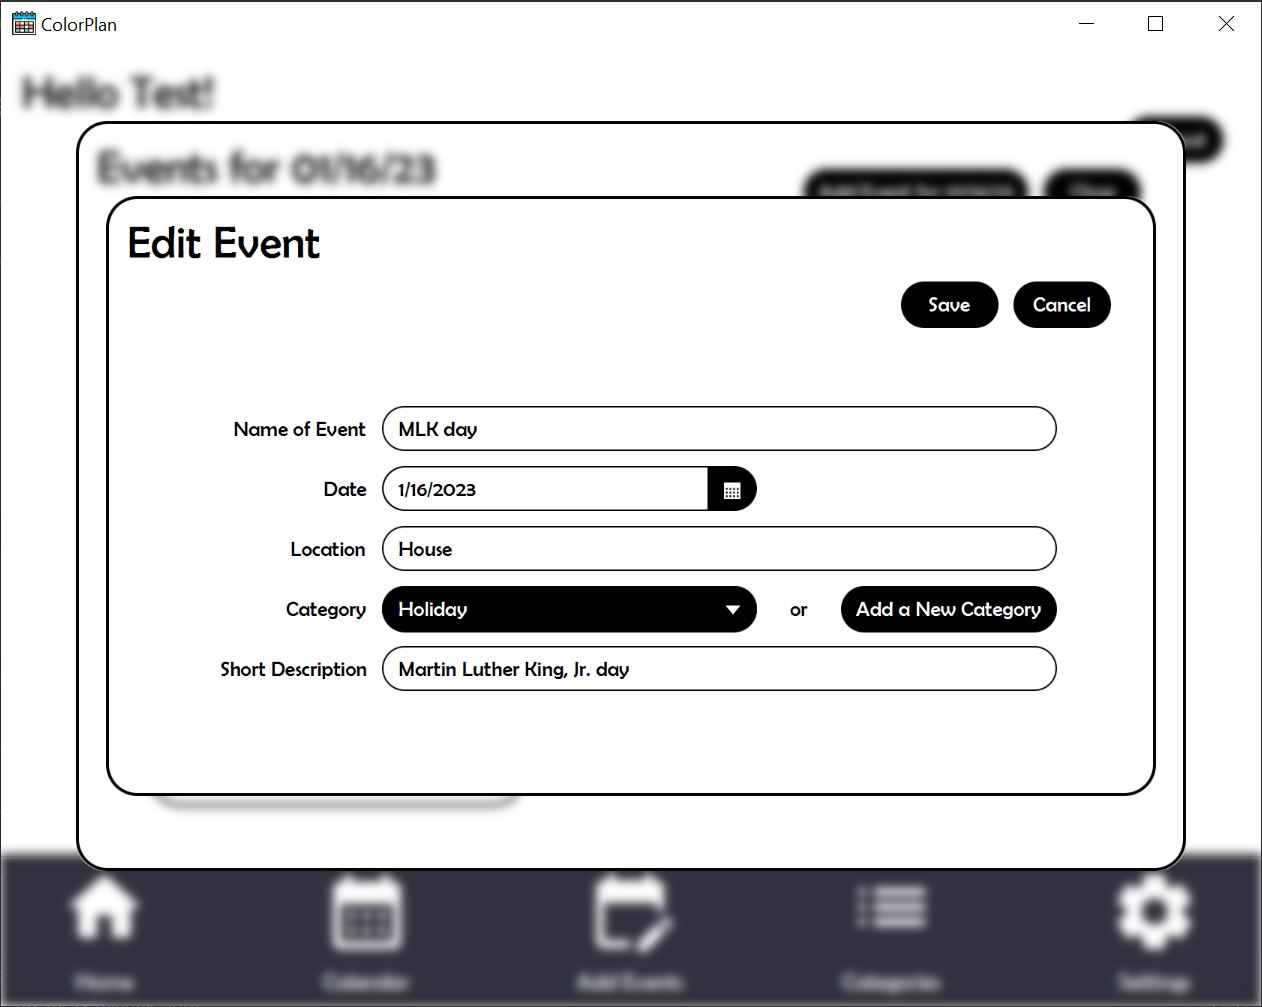 ColorPlan
Hello Test!
Events for 01/16/23
Close
Edit Event
Save Cancel
Name of Event MLK day
Date 1/16/2023
Location House
Category Holiday or Add a New Category
Short Description Martin Luther King, Jr. day
Home Calendar Add Events Categories Settings